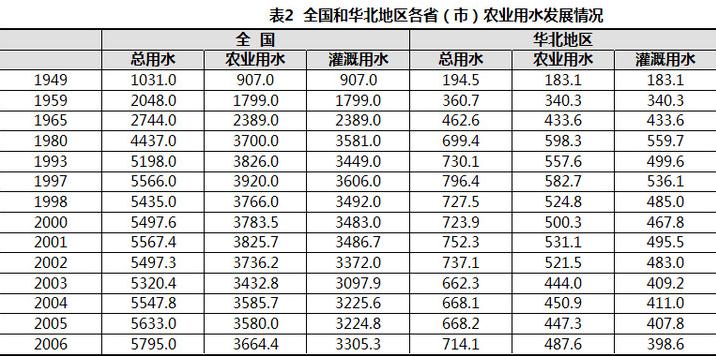 表2 全国和华北地区各省（市）农业用水发展情况
全 国 华北地区
总用水 农业用水 灌溉用水 总用水 农业用水 灌溉用水
1949 1031.0 907.0 907.0 194.5 183.1 183.1
1959 2048.0 1799.0 1799.0 360.7 340.3 340.3
1965 2744.0 2389.0 2389.0 462.6 433.6 433.6
1980 4437.0 3700.0 3581.0 699.4 598.3 559.7
1993 5198.0 3826.0 3449.0 730.1 557.6 499.6
1997 5566.0 3920.0 3606.0 796.4 582.7 536.1
1998 5435.0 3766.0 3492.0 727.5 524.8 485.0
2000 5497.6 3783.5 3483.0 723.9 500.3 467.8
2001 5567.4 3825.7 3486.7 752.3 531.1 495.5
2002 5497.3 3736.2 3372.0 737.1 521.5 483.0
2003 5320.4 3432.8 3097.9 662.3 444.0 409.2
2004 5547.8 3585.7 3225.6 668.1 450.9 411.0
2005 5633.0 3580.0 3224.8 668.2 447.3 407.8
2006 5795.0 3664.4 3305.3 714.1 487.6 398.6